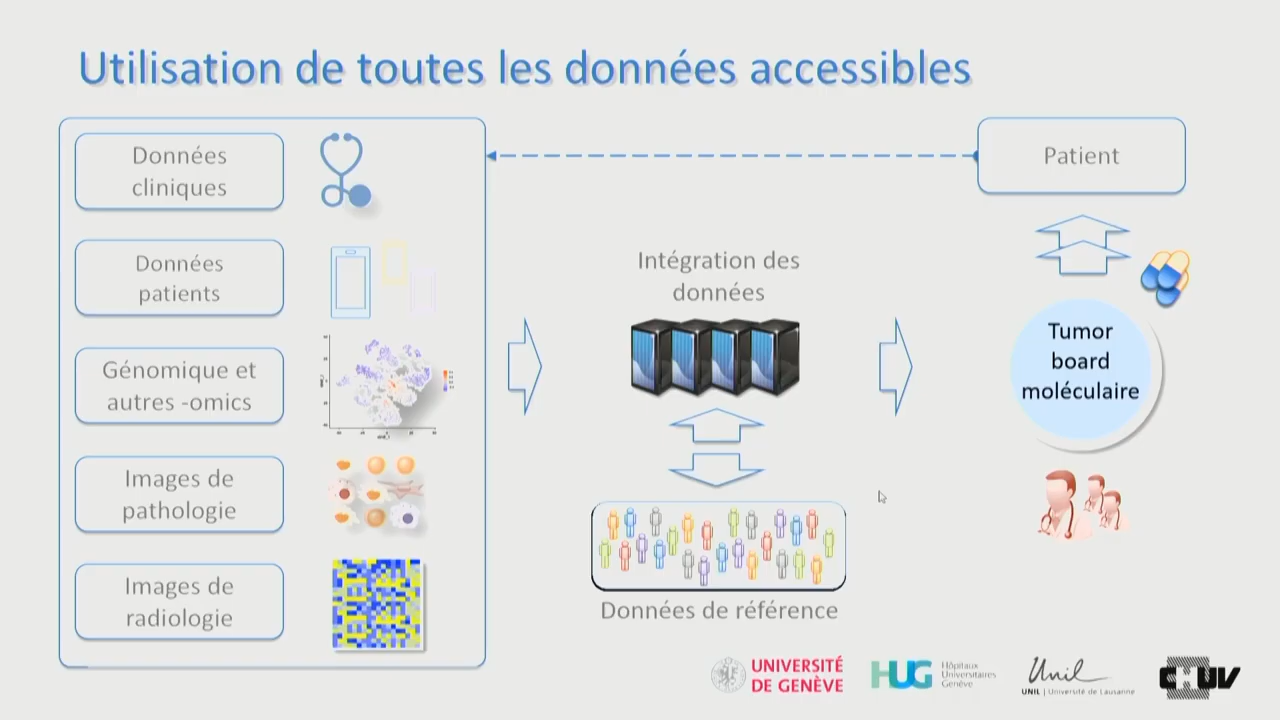 Utilisation de toutes les données accessibles
Données
cliniques
Données
patients
Génomique et
autres -omics
Images de
pathologie
Images de
radiologie
Intégration des
données
Données de référence
Patient
Tumor
board
moléculaire
UNIVERSITÉ
DE GENÈVE
HUG
Hôpitaux
Universitaires
Genève
Unil
UNIL | Université de Lausanne
CHUV